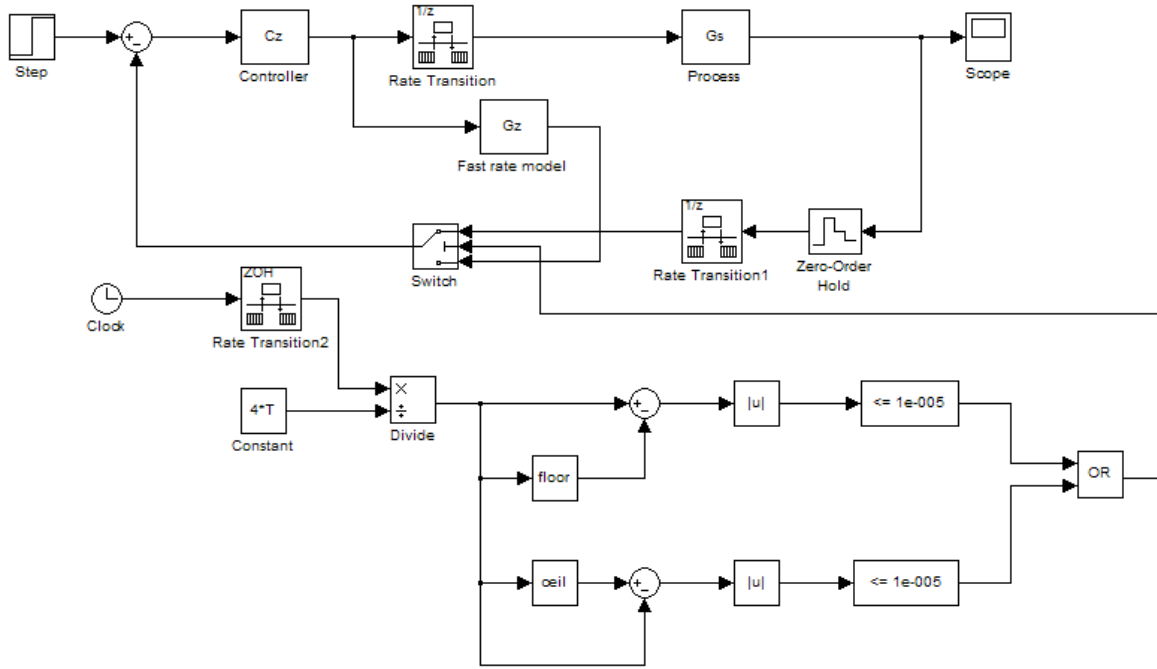 1/z
Cz
Gs
Step
Controller
Rate Transition
Process
Scope
Gz
Fast rate model
1/z
Switch
Rate Transition1
Zero-Order
Hold
ZOH
Clock
Rate Transition2
4*T
×
÷
Constant
Divide
+
−
|u|
<= 1e-005
floor
OR
ceil
+
−
|u|
<= 1e-005